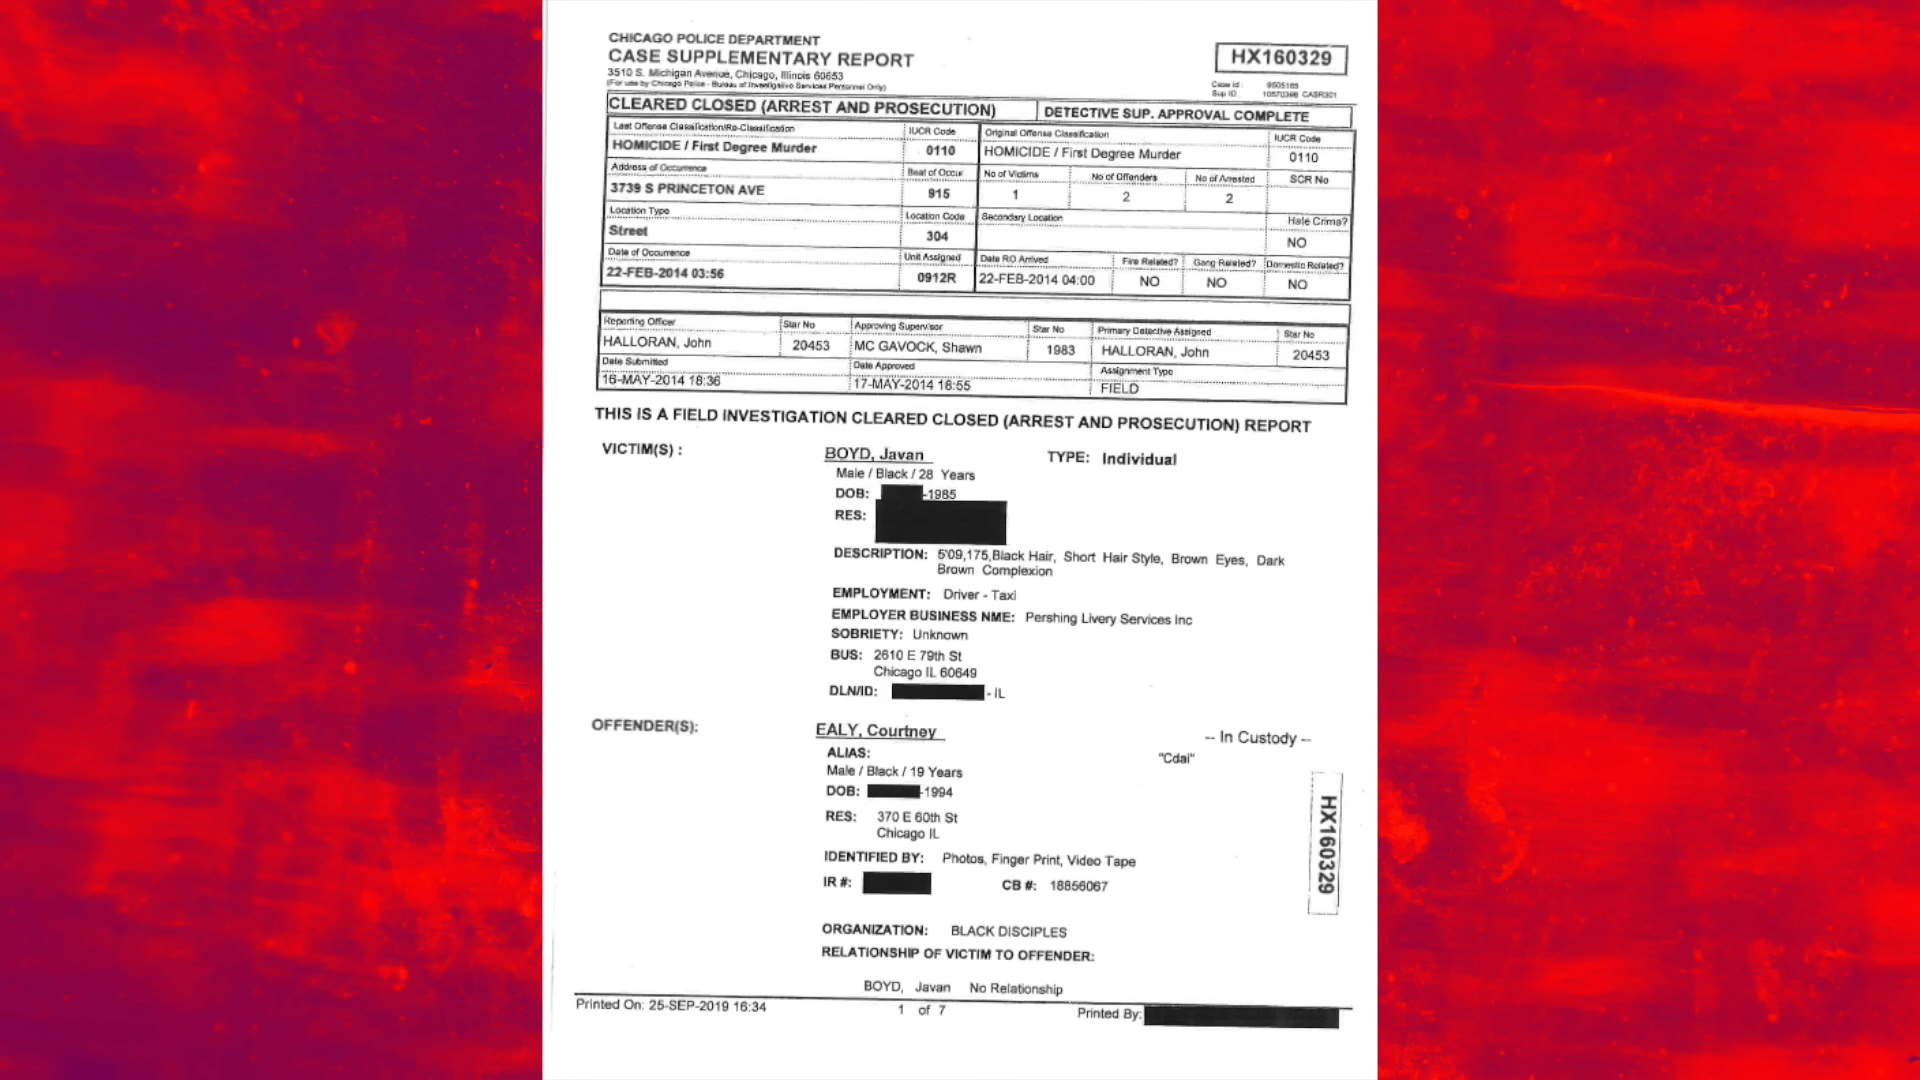 CHICAGO POLICE DEPARTMENT
CASE SUPPLEMENTARY REPORT
HX160329
3510 S. Michigan Avenue, Chicago, Illinois 60653
(For use by Chicago Police - Bureau of Investigative Services Personnel Only)
Case id : 9505185
Sup ID : 10570368 CASR301
CLEARED CLOSED (ARREST AND PROSECUTION) DETECTIVE SUP. APPROVAL COMPLETE
Last Offense Classification/Re-Classification IUCR Code Original Offense Classification IUCR Code
HOMICIDE / First Degree Murder 0110 HOMICIDE / First Degree Murder 0110
Address of Occurrence Beat of Occur No of Victims No of Offenders No of Arrested SCR No
3739 S PRINCETON AVE 915 1 2 2
Location Type Location Code Secondary Location Hate Crime?
Street 304 NO
Date of Occurrence Unit Assigned Date RO Arrived Fire Related? Gang Related? Domestic Related?
22-FEB-2014 03:56 0912R 22-FEB-2014 04:00 NO NO NO
Reporting Officer Star No Approving Supervisor Star No Primary Detective Assigned Star No
HALLORAN, John 20453 MC GAVOCK, Shawn 1983 HALLORAN, John 20453
Date Submitted Date Approved Assignment Type
16-MAY-2014 18:36 17-MAY-2014 18:55 FIELD
THIS IS A FIELD INVESTIGATION CLEARED CLOSED (ARREST AND PROSECUTION) REPORT
VICTIM(S) : BOYD, Javan TYPE: Individual
Male / Black / 28 Years
DOB: -1985
RES:
DESCRIPTION: 5'09,175,Black Hair, Short Hair Style, Brown Eyes, Dark
Brown Complexion
EMPLOYMENT: Driver - Taxi
EMPLOYER BUSINESS NME: Pershing Livery Services Inc
SOBRIETY: Unknown
BUS: 2610 E 79th St
Chicago IL 60649
DLN/ID: - IL
OFFENDER(S): EALY, Courtney -- In Custody --
ALIAS: "Cdai"
Male / Black / 19 Years
DOB: -1994
RES: 370 E 60th St
Chicago IL
IDENTIFIED BY: Photos, Finger Print, Video Tape
IR #: CB #: 18856067
HX160329
ORGANIZATION: BLACK DISCIPLES
RELATIONSHIP OF VICTIM TO OFFENDER:
BOYD, Javan No Relationship
Printed On: 25-SEP-2019 16:34 1 of 7 Printed By: